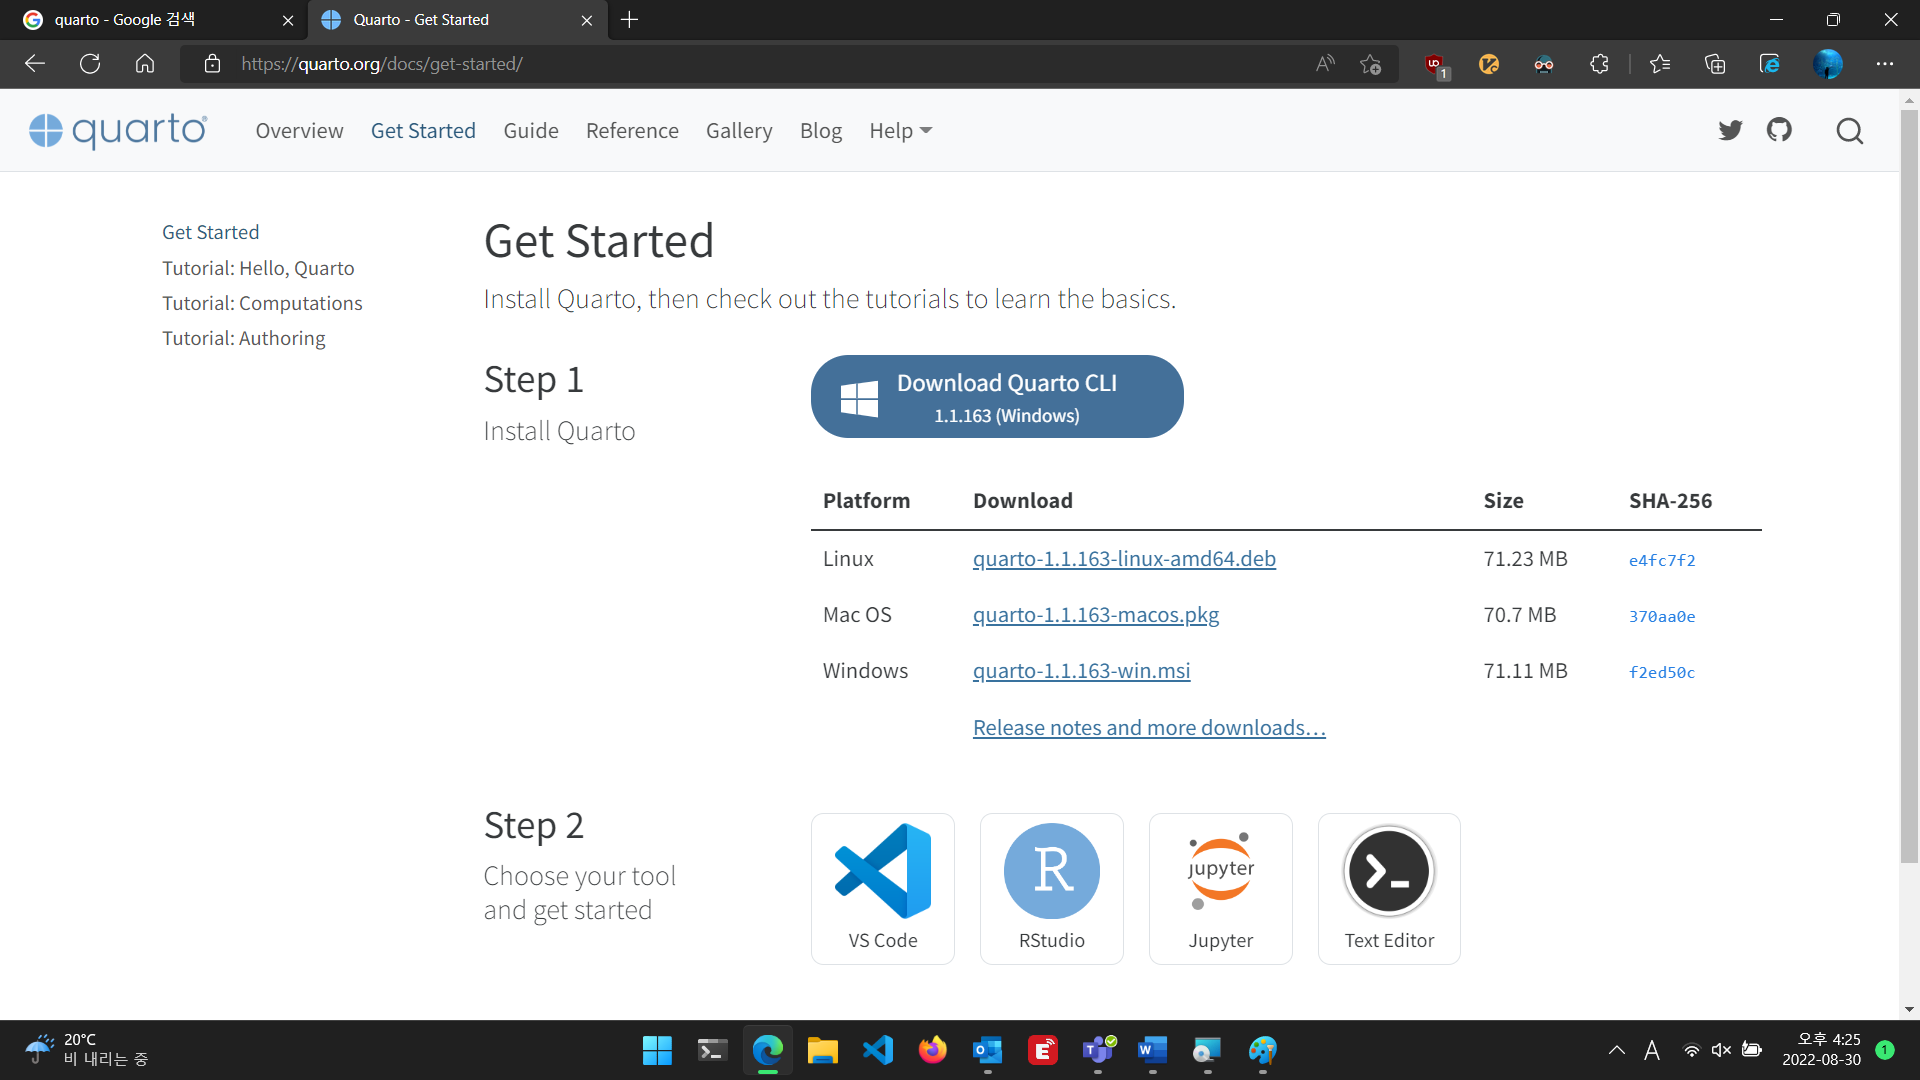 quarto - Google 검색
Quarto - Get Started
https://quarto.org/docs/get-started/
1
quarto
Overview
Get Started
Guide
Reference
Gallery
Blog
Help
Get Started
Tutorial: Hello, Quarto
Tutorial: Computations
Tutorial: Authoring
Get Started
Install Quarto, then check out the tutorials to learn the basics.
Step 1
Install Quarto
Download Quarto CLI
1.1.163 (Windows)
Platform Download Size SHA-256
Linux quarto-1.1.163-linux-amd64.deb 71.23 MB e4fc7f2
Mac OS quarto-1.1.163-macos.pkg 70.7 MB 370aa0e
Windows quarto-1.1.163-win.msi 71.11 MB f2ed50c
Release notes and more downloads…
Step 2
Choose your tool
and get started
VS Code
R
RStudio
jupyter
Jupyter
Text Editor
20°C
비 내리는 중
A
오후 4:25
2022-08-30
1